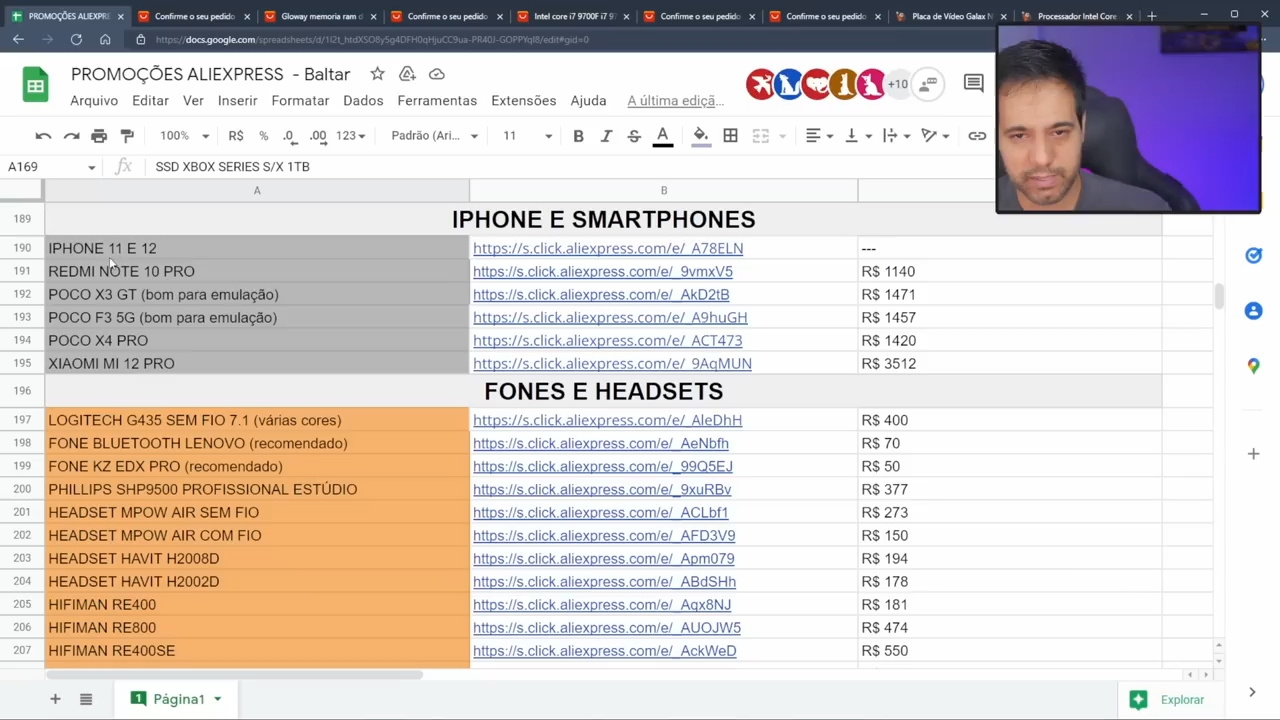 PROMOÇÕES ALIEXPRESS
Confirme o seu pedido
Gloway memoria ram d
Confirme o seu pedido
Intel core i7 9700F i7 9
Confirme o seu pedido
Confirme o seu pedido
Placa de Vídeo Galax N
Processador Intel Core
https://docs.google.com/spreadsheets/d/1i2t_htdXSO8y5g4DFH0qHjuCC9ua-PR40J-GOPPYqI8/edit#gid=0
PROMOÇÕES ALIEXPRESS - Baltar
+10
Arquivo Editar Ver Inserir Formatar Dados Ferramentas Extensões Ajuda A última ediçã...
100% R$ % .0 .00 123 Padrão (Ari... 11 B I S A
A169 fx SSD XBOX SERIES S/X 1TB
A B
189 IPHONE E SMARTPHONES
190 IPHONE 11 E 12 https://s.click.aliexpress.com/e/_A78ELN ---
191 REDMI NOTE 10 PRO https://s.click.aliexpress.com/e/_9vmxV5 R$ 1140
192 POCO X3 GT (bom para emulação) https://s.click.aliexpress.com/e/_AkD2tB R$ 1471
193 POCO F3 5G (bom para emulação) https://s.click.aliexpress.com/e/_A9huGH R$ 1457
194 POCO X4 PRO https://s.click.aliexpress.com/e/_ACT473 R$ 1420
195 XIAOMI MI 12 PRO https://s.click.aliexpress.com/e/_9AqMUN R$ 3512
196 FONES E HEADSETS
197 LOGITECH G435 SEM FIO 7.1 (várias cores) https://s.click.aliexpress.com/e/_AleDhH R$ 400
198 FONE BLUETOOTH LENOVO (recomendado) https://s.click.aliexpress.com/e/_AeNbfh R$ 70
199 FONE KZ EDX PRO (recomendado) https://s.click.aliexpress.com/e/_99Q5EJ R$ 50
200 PHILLIPS SHP9500 PROFISSIONAL ESTÚDIO https://s.click.aliexpress.com/e/_9xuRBv R$ 377
201 HEADSET MPOW AIR SEM FIO https://s.click.aliexpress.com/e/_ACLbf1 R$ 273
202 HEADSET MPOW AIR COM FIO https://s.click.aliexpress.com/e/_AFD3V9 R$ 150
203 HEADSET HAVIT H2008D https://s.click.aliexpress.com/e/_Apm079 R$ 194
204 HEADSET HAVIT H2002D https://s.click.aliexpress.com/e/_ABdSHh R$ 178
205 HIFIMAN RE400 https://s.click.aliexpress.com/e/_Aqx8NJ R$ 181
206 HIFIMAN RE800 https://s.click.aliexpress.com/e/_AUOJW5 R$ 474
207 HIFIMAN RE400SE https://s.click.aliexpress.com/e/_AckWeD R$ 550
1 Página1 Explorar